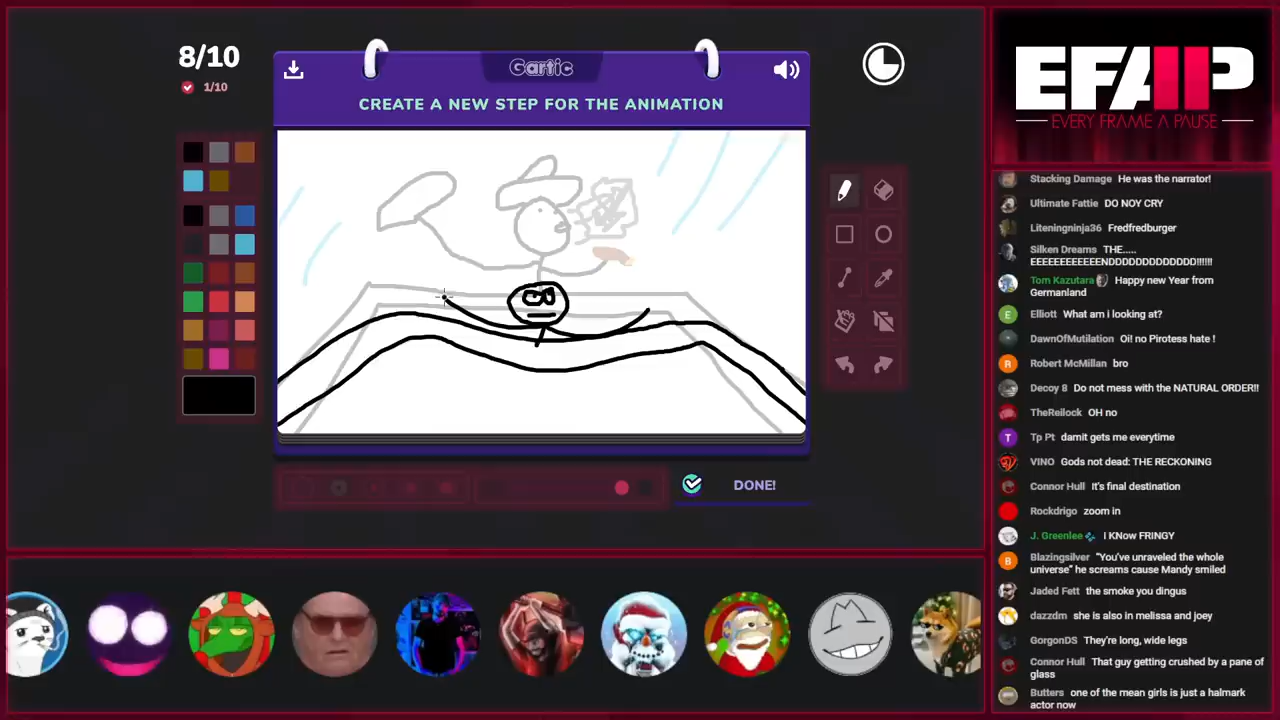 8/10
1/10
Gartic
CREATE A NEW STEP FOR THE ANIMATION
DONE!
EFAP
EVERY FRAME A PAUSE
Stacking Damage He was the narrator!
Ultimate Fattie DO NOY CRY
Liteningninja36 Fredfredburger
Silken Dreams THE.....
EEEEEEEEEEEENDDDDDDDDDDDDD!!!!!!
Tom Kazutara Happy new Year from
Germanland
Elliott What am i looking at?
DawnOfMutilation Oi! no Pirotess hate !
Robert McMillan bro
Decoy 8 Do not mess with the NATURAL ORDER!!
TheReilock OH no
Tp Pt damit gets me everytime
VINO Gods not dead: THE RECKONING
Connor Hull It's final destination
Rockdrigo zoom in
J. Greenlee i KNow FRINGY
Blazingsilver "You've unraveled the whole
universe" he screams cause Mandy smiled
Jaded Fett the smoke you dingus
dazzdm she is also in melissa and joey
GorgonDS They're long, wide legs
Connor Hull That guy getting crushed by a pane of
glass
Butters one of the mean girls is just a halmark
actor now